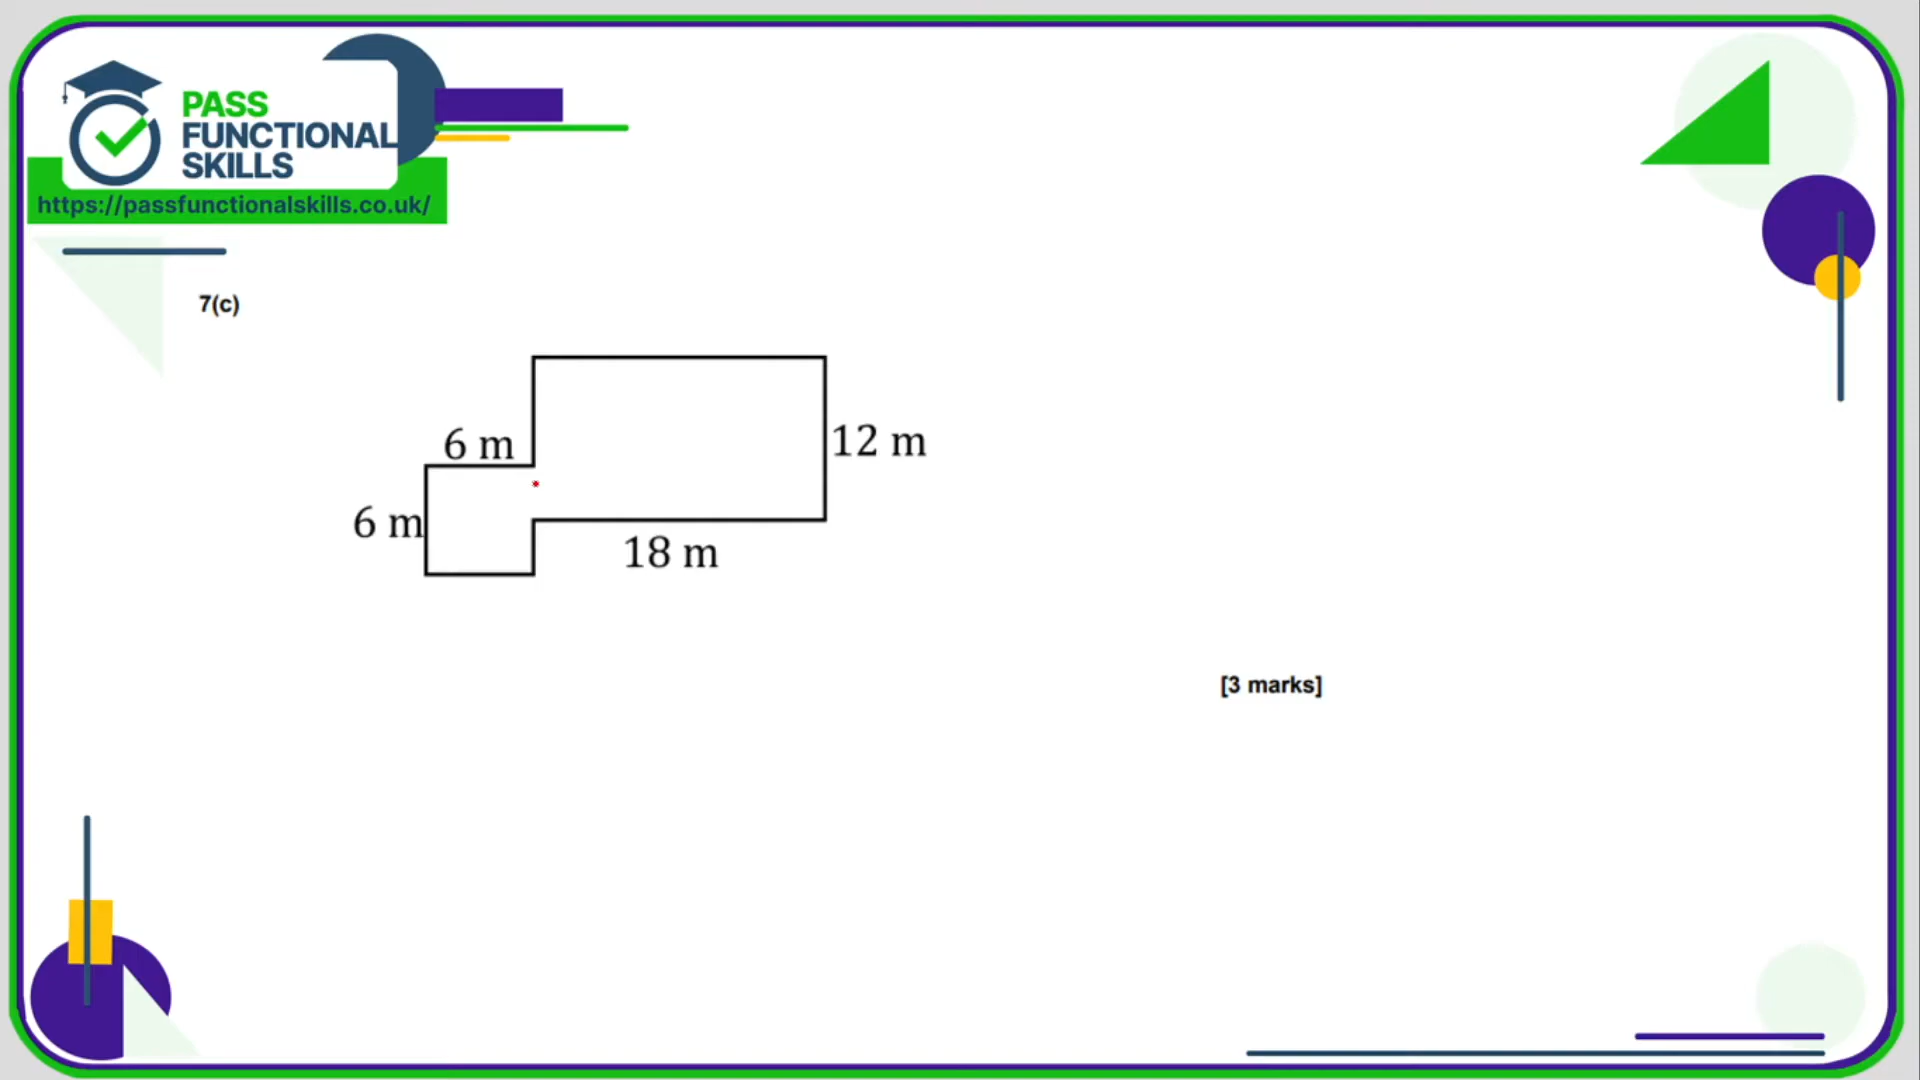 PASS
FUNCTIONAL
SKILLS
https://passfunctionalskills.co.uk/
7(c)
6 m
12 m
6 m
18 m
[3 marks]